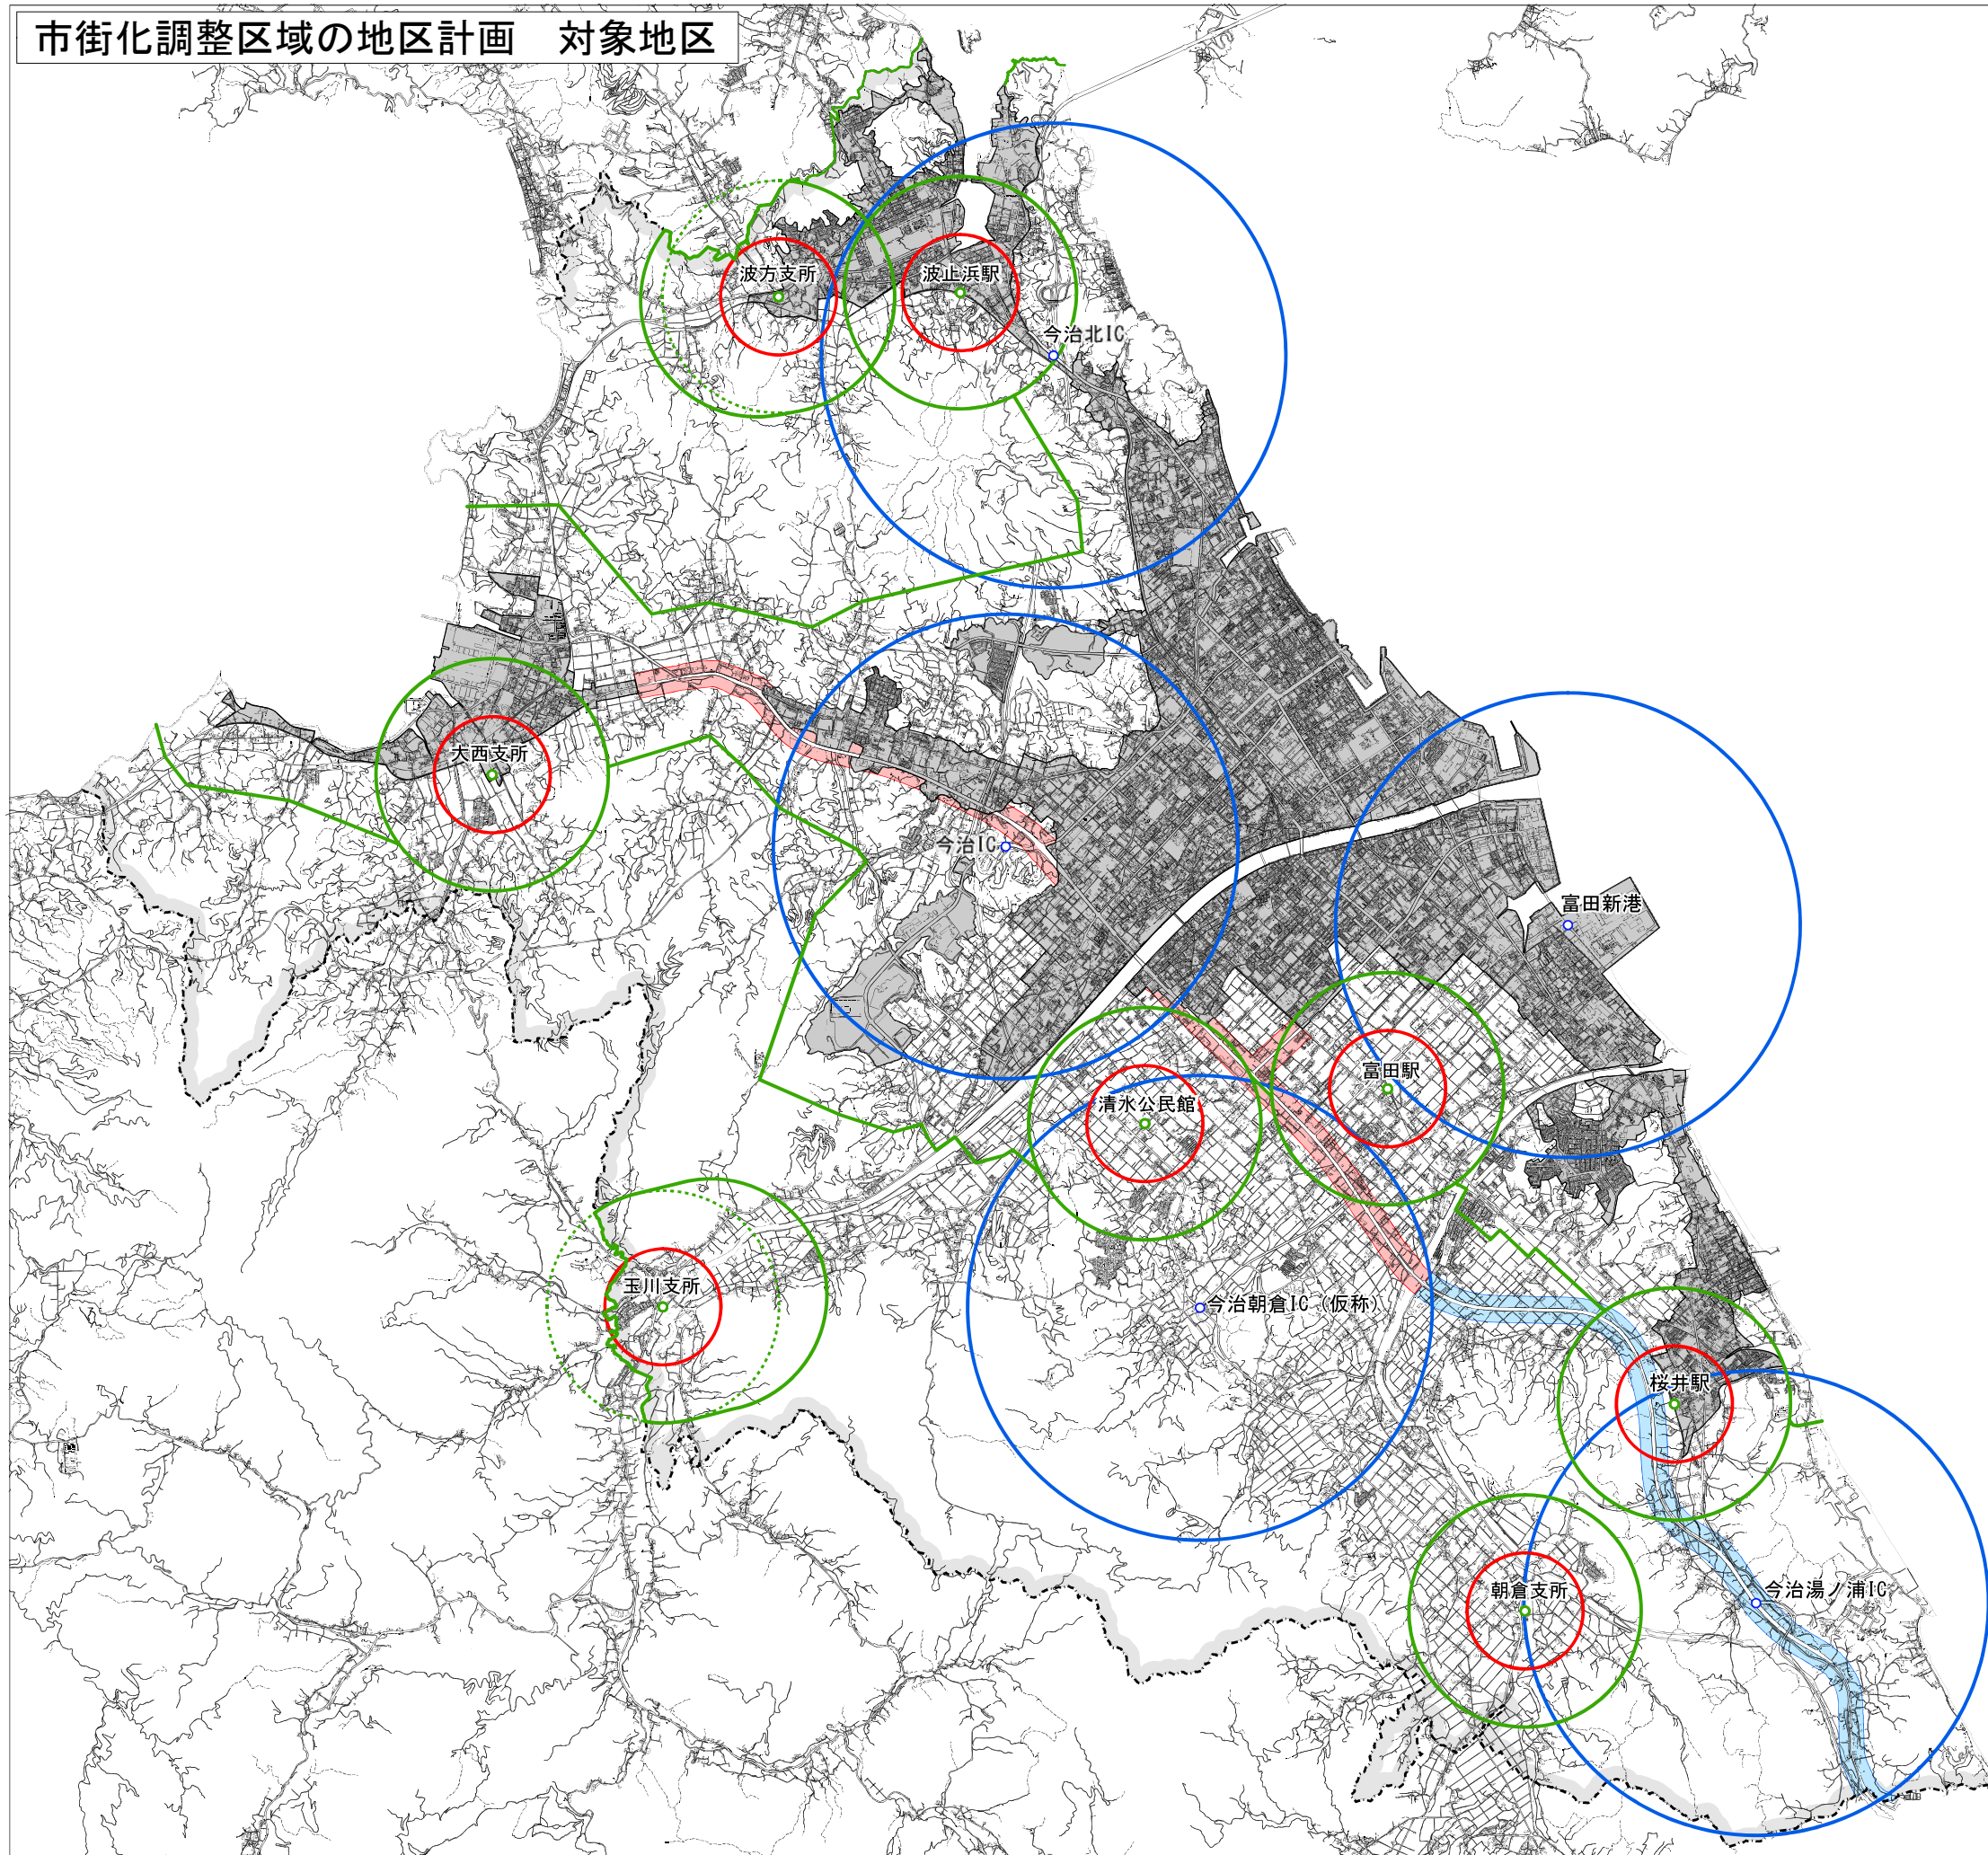 市街化調整区域の地区計画　対象地区
波方支所
波止浜駅
今治北IC
大西支所
今治IC
富田新港
富田駅
清水公民館
玉川支所
今治朝倉IC（仮称）
桜井駅
朝倉支所
今治湯ノ浦IC